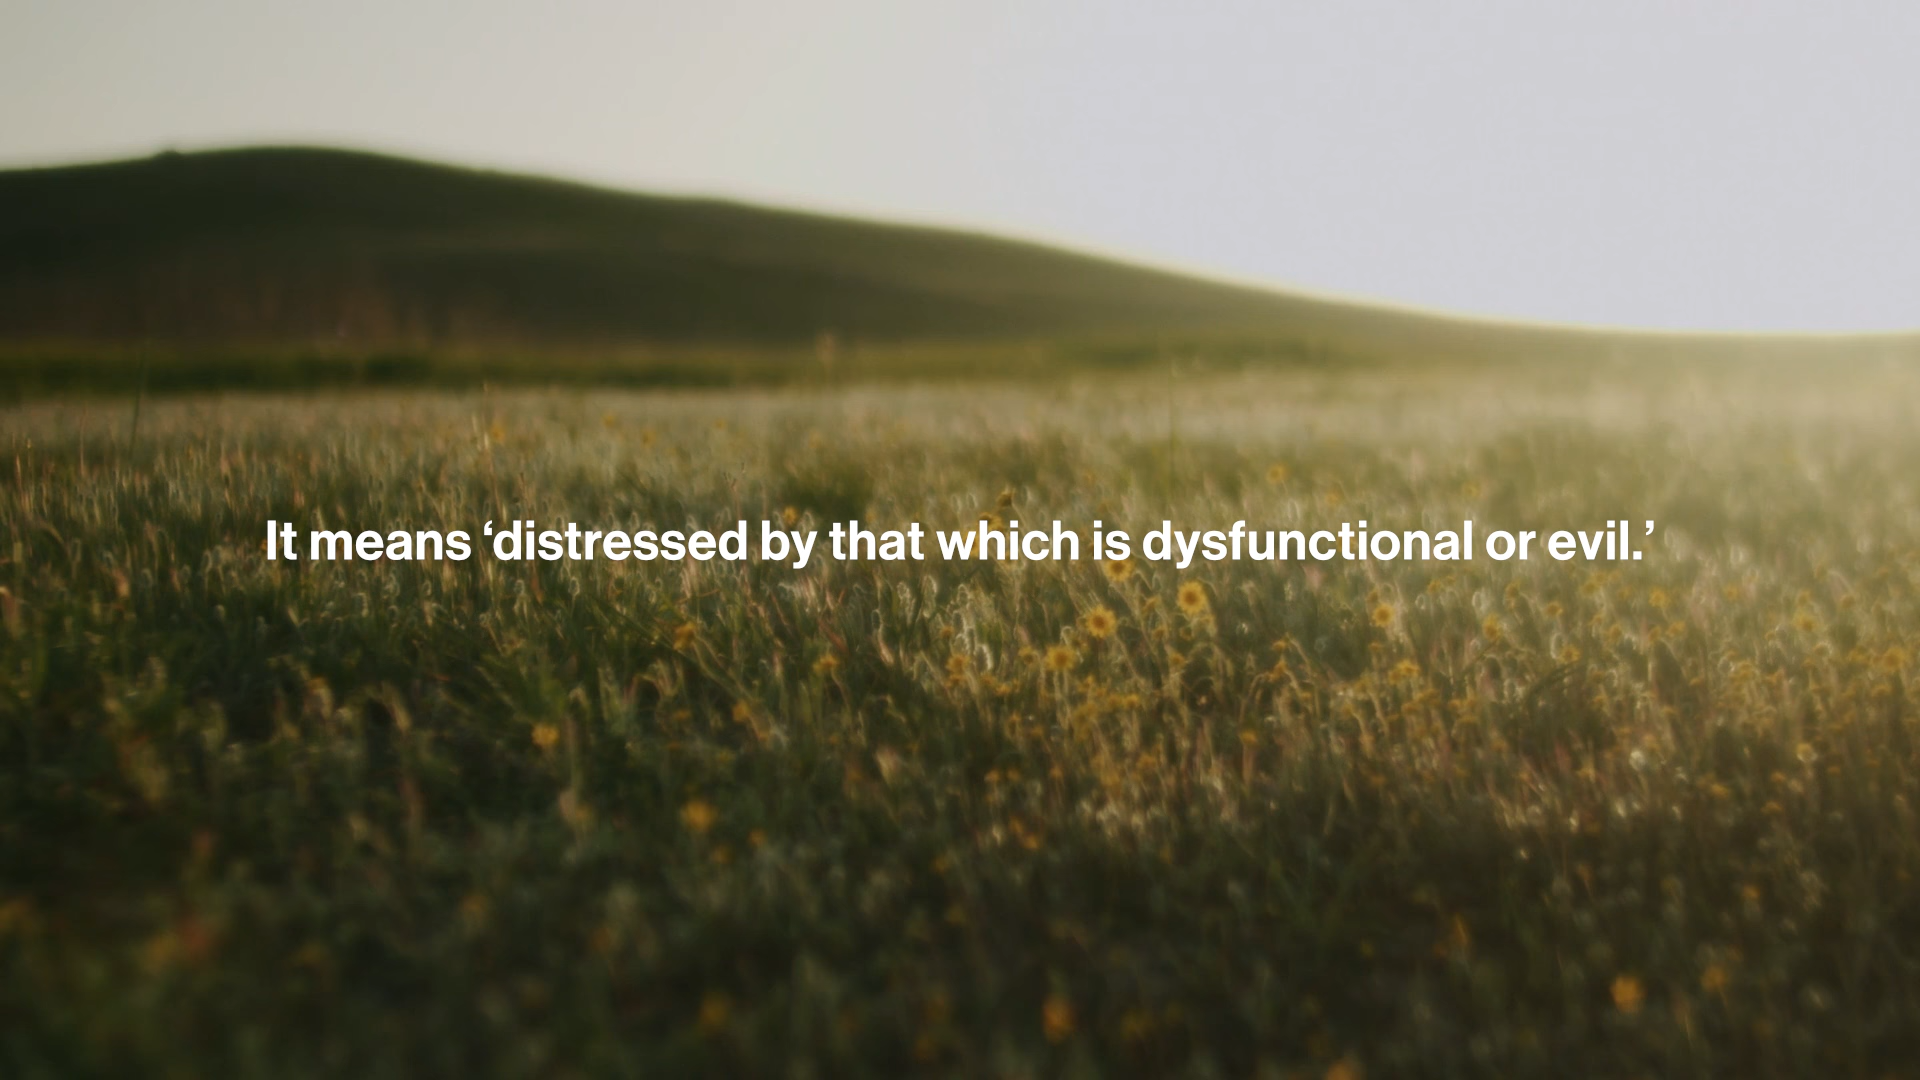 It means ‘distressed by that which is dysfunctional or evil.’